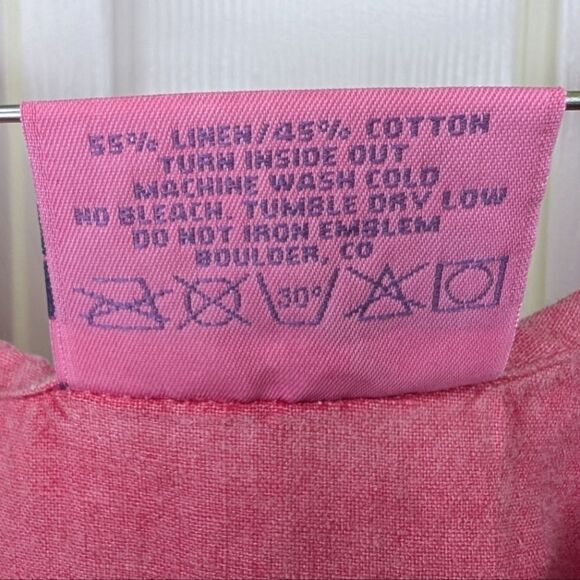 55% LINEN/45% COTTON
TURN INSIDE OUT
MACHINE WASH COLD
NO BLEACH. TUMBLE DRY LOW
DO NOT IRON EMBLEM
BOULDER, CO
30°